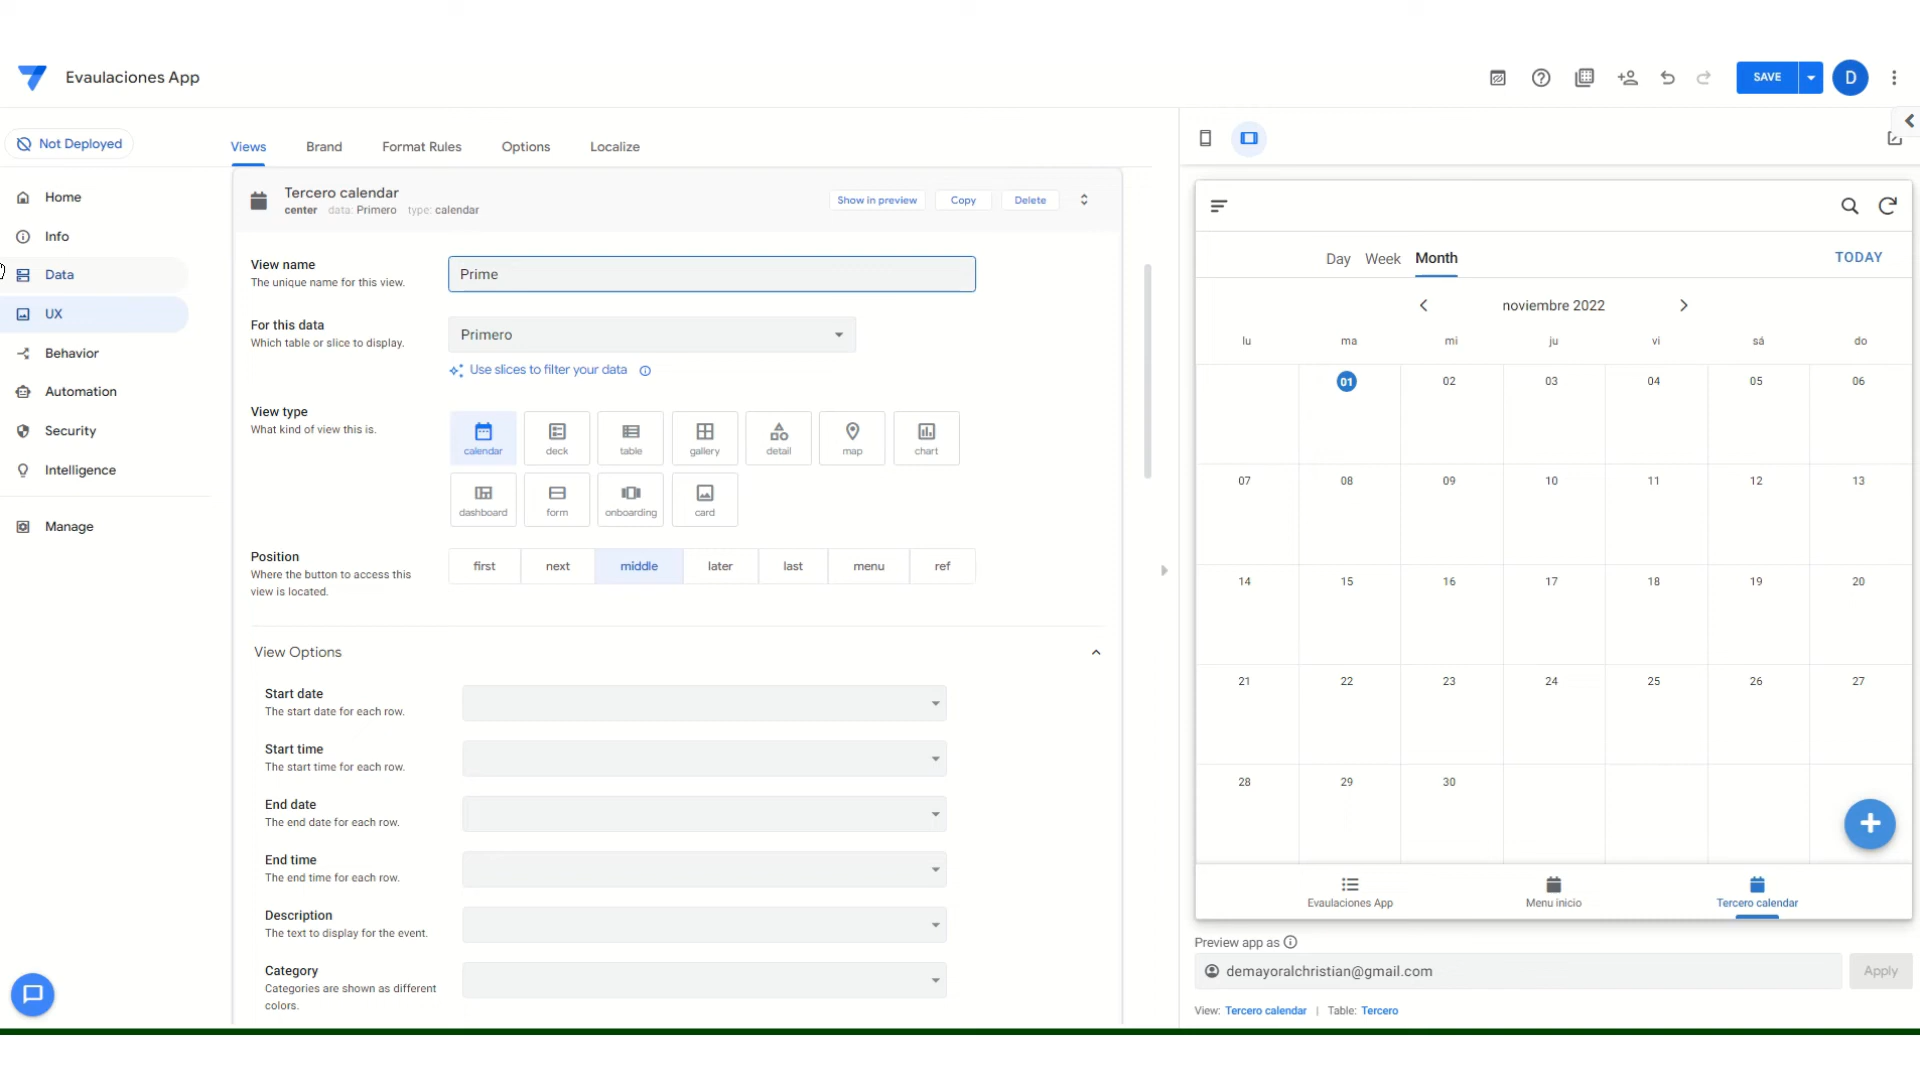 Evaulaciones App
SAVE
D
Not Deployed
Views Brand Format Rules Options Localize
Home
Info
Data
UX
Behavior
Automation
Security
Intelligence
Manage
Tercero calendar
center data: Primero type: calendar
Show in preview Copy Delete
View name
The unique name for this view.
Prime
For this data
Which table or slice to display.
Primero
Use slices to filter your data
View type
What kind of view this is.
calendar deck table gallery detail map chart
dashboard form onboarding card
Position
Where the button to access this
view is located.
first next middle later last menu ref
View Options
Start date
The start date for each row.
Start time
The start time for each row.
End date
The end date for each row.
End time
The end time for each row.
Description
The text to display for the event.
Category
Categories are shown as different
colors.
Day Week Month TODAY
noviembre 2022
lu ma mi ju vi sá do
01 02 03 04 05 06
07 08 09 10 11 12 13
14 15 16 17 18 19 20
21 22 23 24 25 26 27
28 29 30
Evaulaciones App Menu inicio Tercero calendar
Preview app as
demayoralchristian@gmail.com Apply
View: Tercero calendar | Table: Tercero